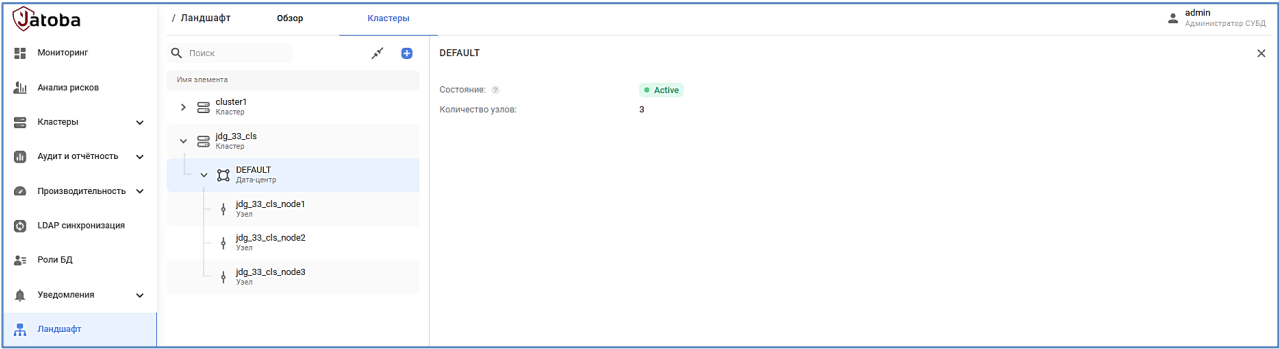 Jatoba
Мониторинг
Анализ рисков
Кластеры
Аудит и отчётность
Производительность
LDAP синхронизация
Роли БД
Уведомления
Ландшафт
/ Ландшафт
Обзор
Кластеры
admin
Администратор СУБД
Поиск
Имя элемента
cluster1
Кластер
jdg_33_cls
Кластер
DEFAULT
Дата-центр
jdg_33_cls_node1
Узел
jdg_33_cls_node2
Узел
jdg_33_cls_node3
Узел
DEFAULT
Состояние: ? Active
Количество узлов: 3